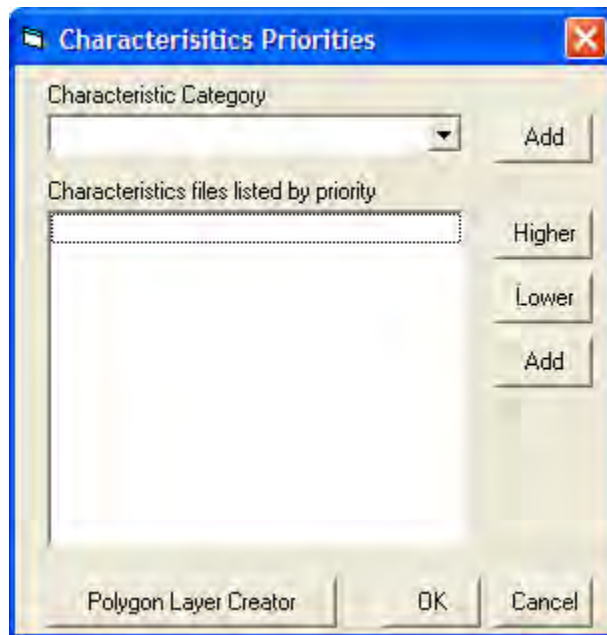 Characterisitics Priorities
Characteristic Category
Add
Characteristics files listed by priority
Higher
Lower
Add
Polygon Layer Creator OK Cancel